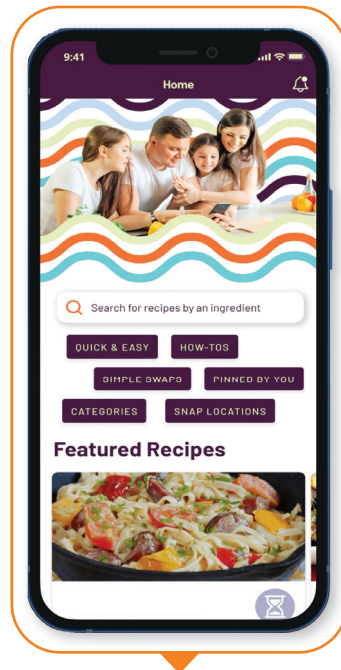 9:41
Home
Search for recipes by an ingredient
QUICK & EASY HOW-TOS
SIMPLE SWAPS PINNED BY YOU
CATEGORIES SNAP LOCATIONS
Featured Recipes